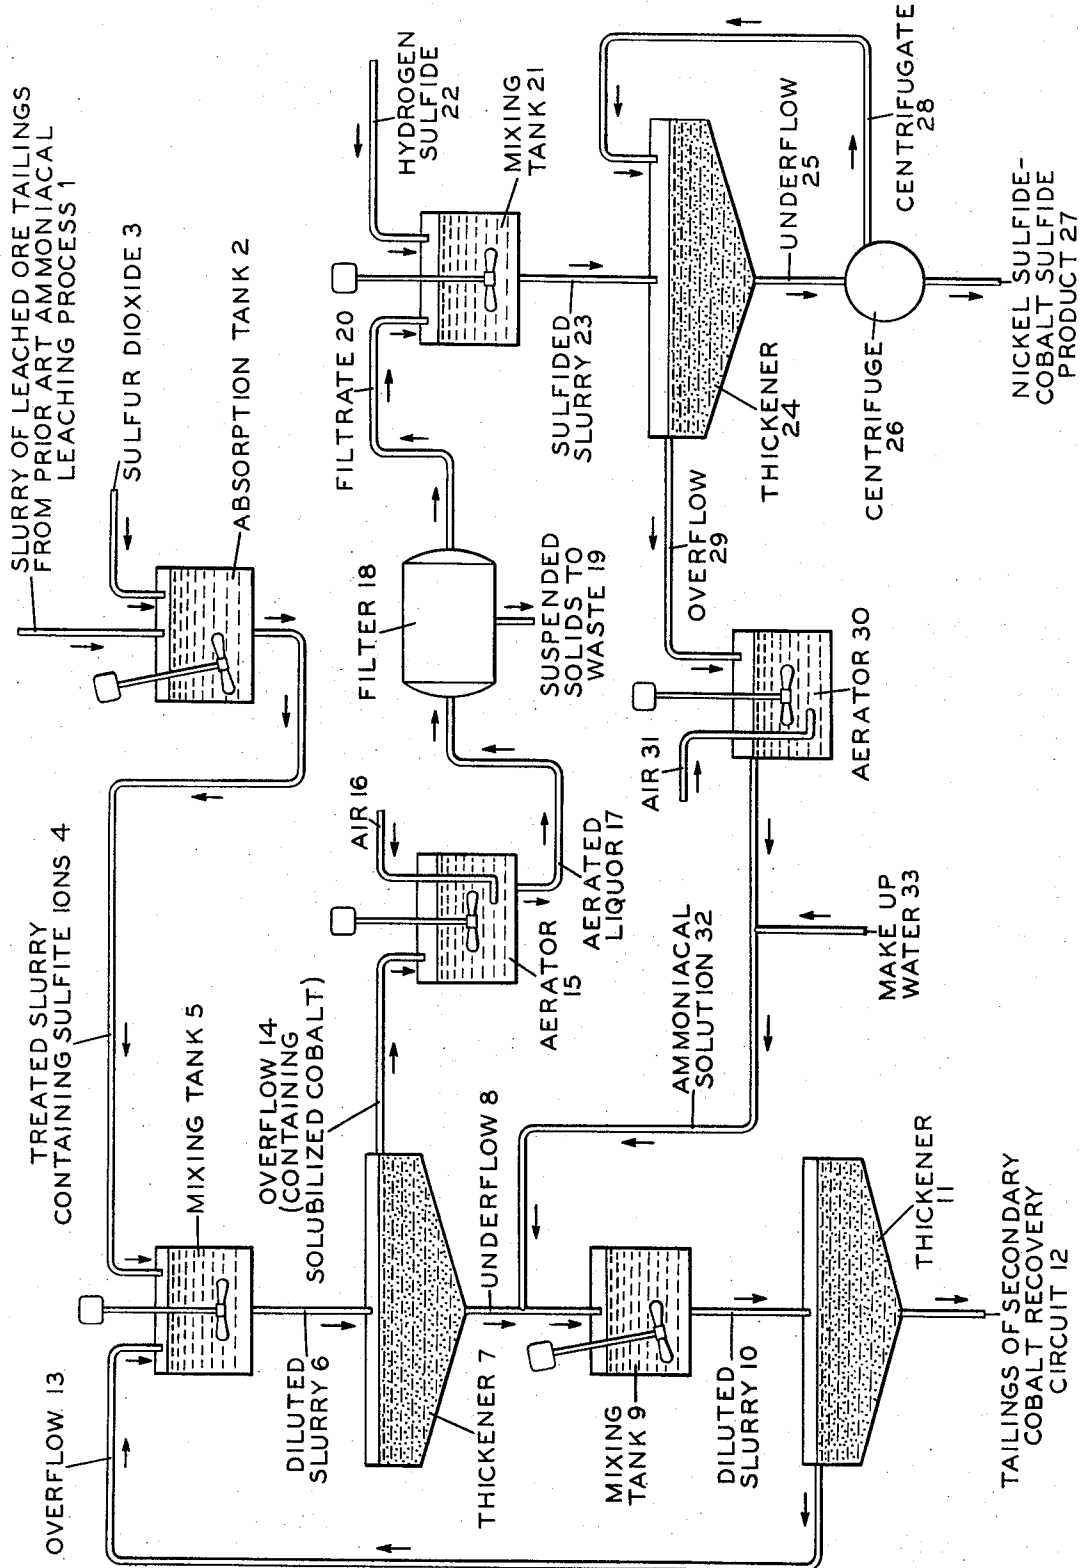 SLURRY OF LEACHED ORE TAILINGS
FROM PRIOR ART AMMONIACAL
LEACHING PROCESS 1
SULFUR DIOXIDE 3
ABSORPTION TANK 2
TREATED SLURRY
CONTAINING SULFITE IONS 4
MIXING TANK 5
OVERFLOW 13
HYDROGEN
SULFIDE
22
MIXING
TANK 21
FILTRATE 20
FILTER 18
AIR 16
OVERFLOW 14
(CONTAINING
SOLUBILIZED COBALT)
DILUTED
SLURRY 6
THICKENER 7
UNDERFLOW 8
AERATOR
15
AERATED
LIQUOR 17
SUSPENDED
SOLIDS TO
WASTE 19
SULFIDED
SLURRY 23
UNDERFLOW
25
CENTRIFUGATE
28
THICKENER
24
OVERFLOW
29
CENTRIFUGE
26
AIR 31
AERATOR 30
AMMONIACAL
SOLUTION 32
MAKE UP
WATER 33
MIXING
TANK 9
DILUTED
SLURRY 10
THICKENER
11
NICKEL SULFIDE-
COBALT SULFIDE
PRODUCT 27
TAILINGS OF SECONDARY
COBALT RECOVERY
CIRCUIT 12